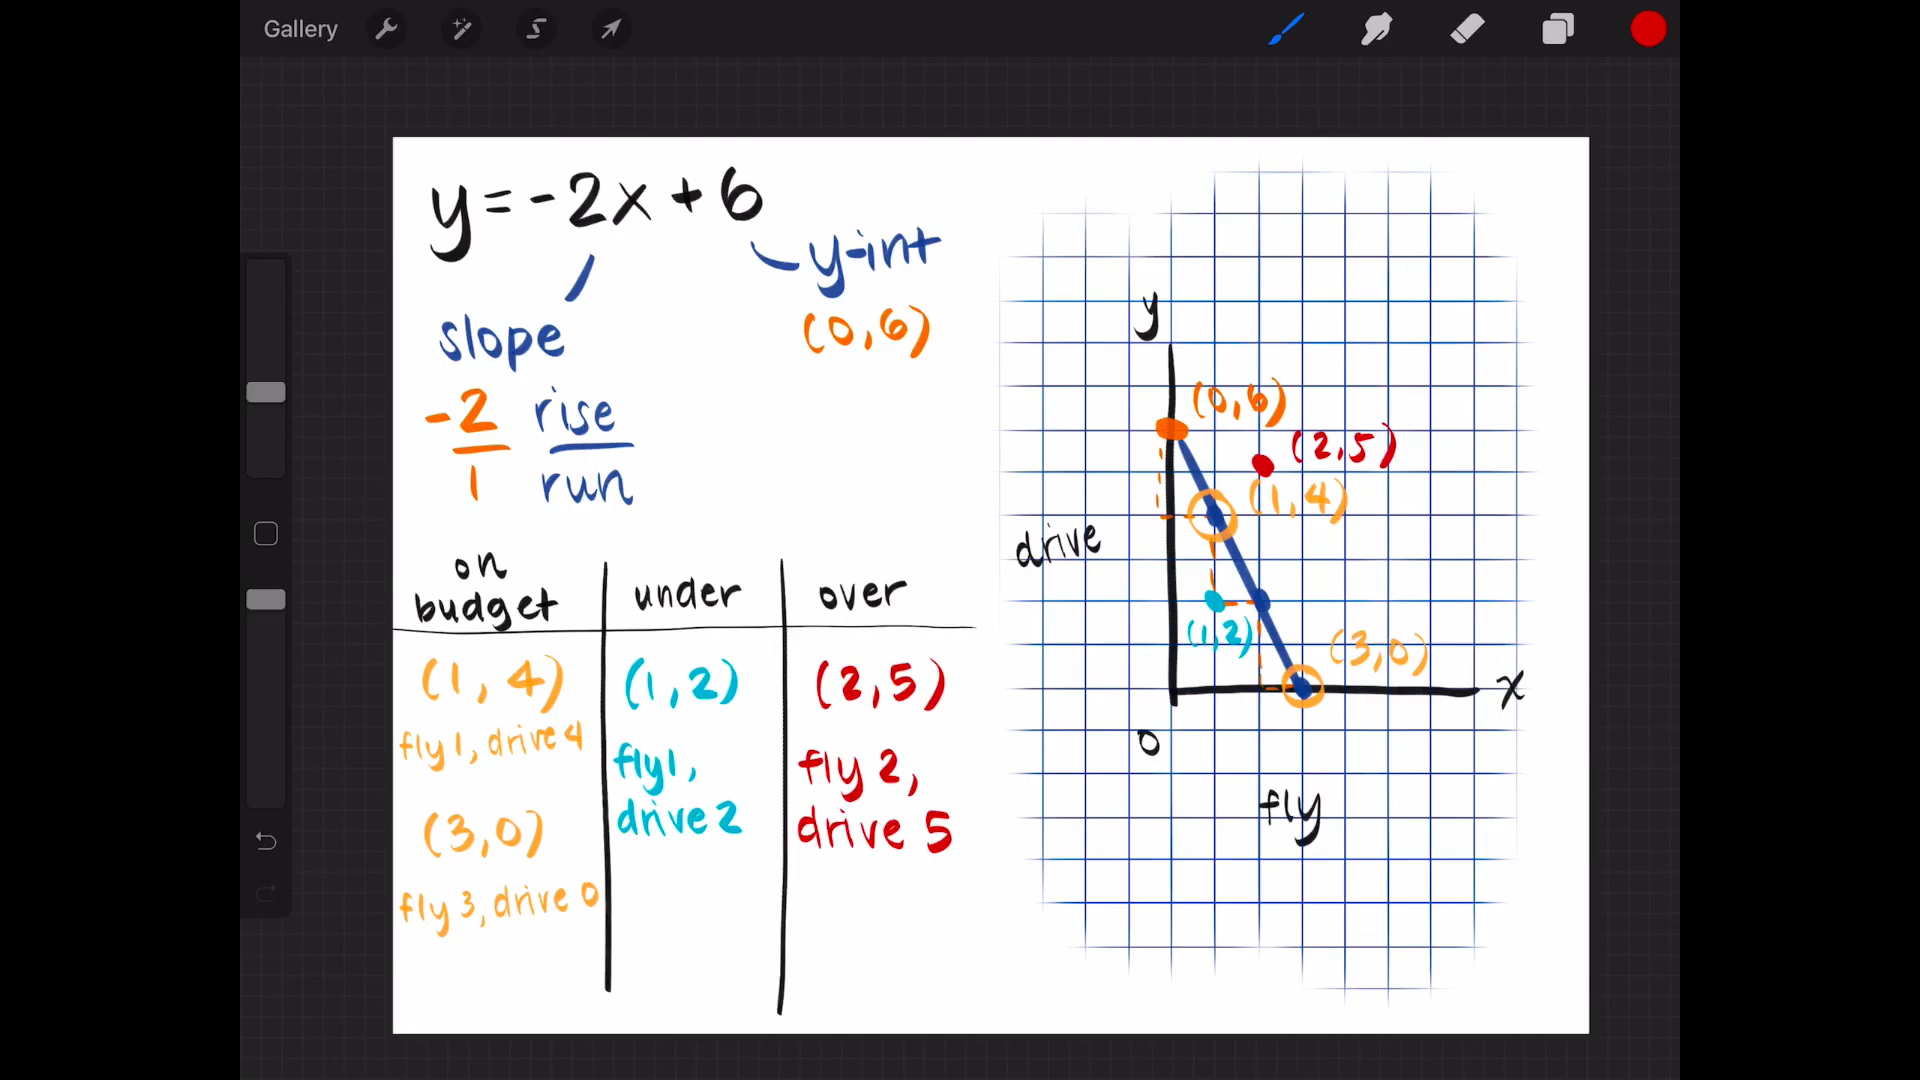 Gallery
y = -2x + 6
y-int
(0,6)
slope
-2 rise
1 run
on
budget
under
over
(1, 4)
(1,2)
(2,5)
fly 1, drive 4
fly 1,
drive 2
fly 2,
drive 5
(3,0)
fly 3, drive 0
y
(0,6)
(2,5)
(1,4)
drive
(1,2)
(3,0)
x
0
fly